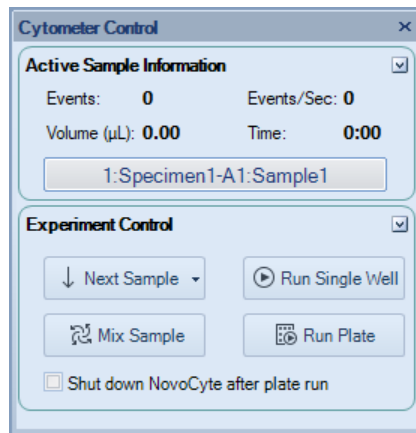 Cytometer Control
Active Sample Information
Events: 0 Events/Sec: 0
Volume (µL): 0.00 Time: 0:00
1:Specimen1-A1:Sample1
Experiment Control
Next Sample Run Single Well
Mix Sample Run Plate
Shut down NovoCyte after plate run